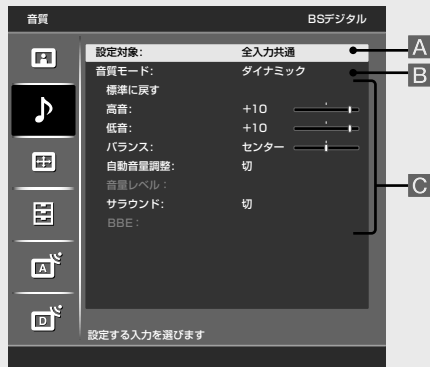 音質 BSデジタル
設定対象: 全入力共通 A
音質モード: ダイナミック B
標準に戻す
高音: +10
低音: +10
バランス: センター
自動音量調整: 切
音量レベル: C
サラウンド: 切
BBE:
A
D
設定する入力を選びます